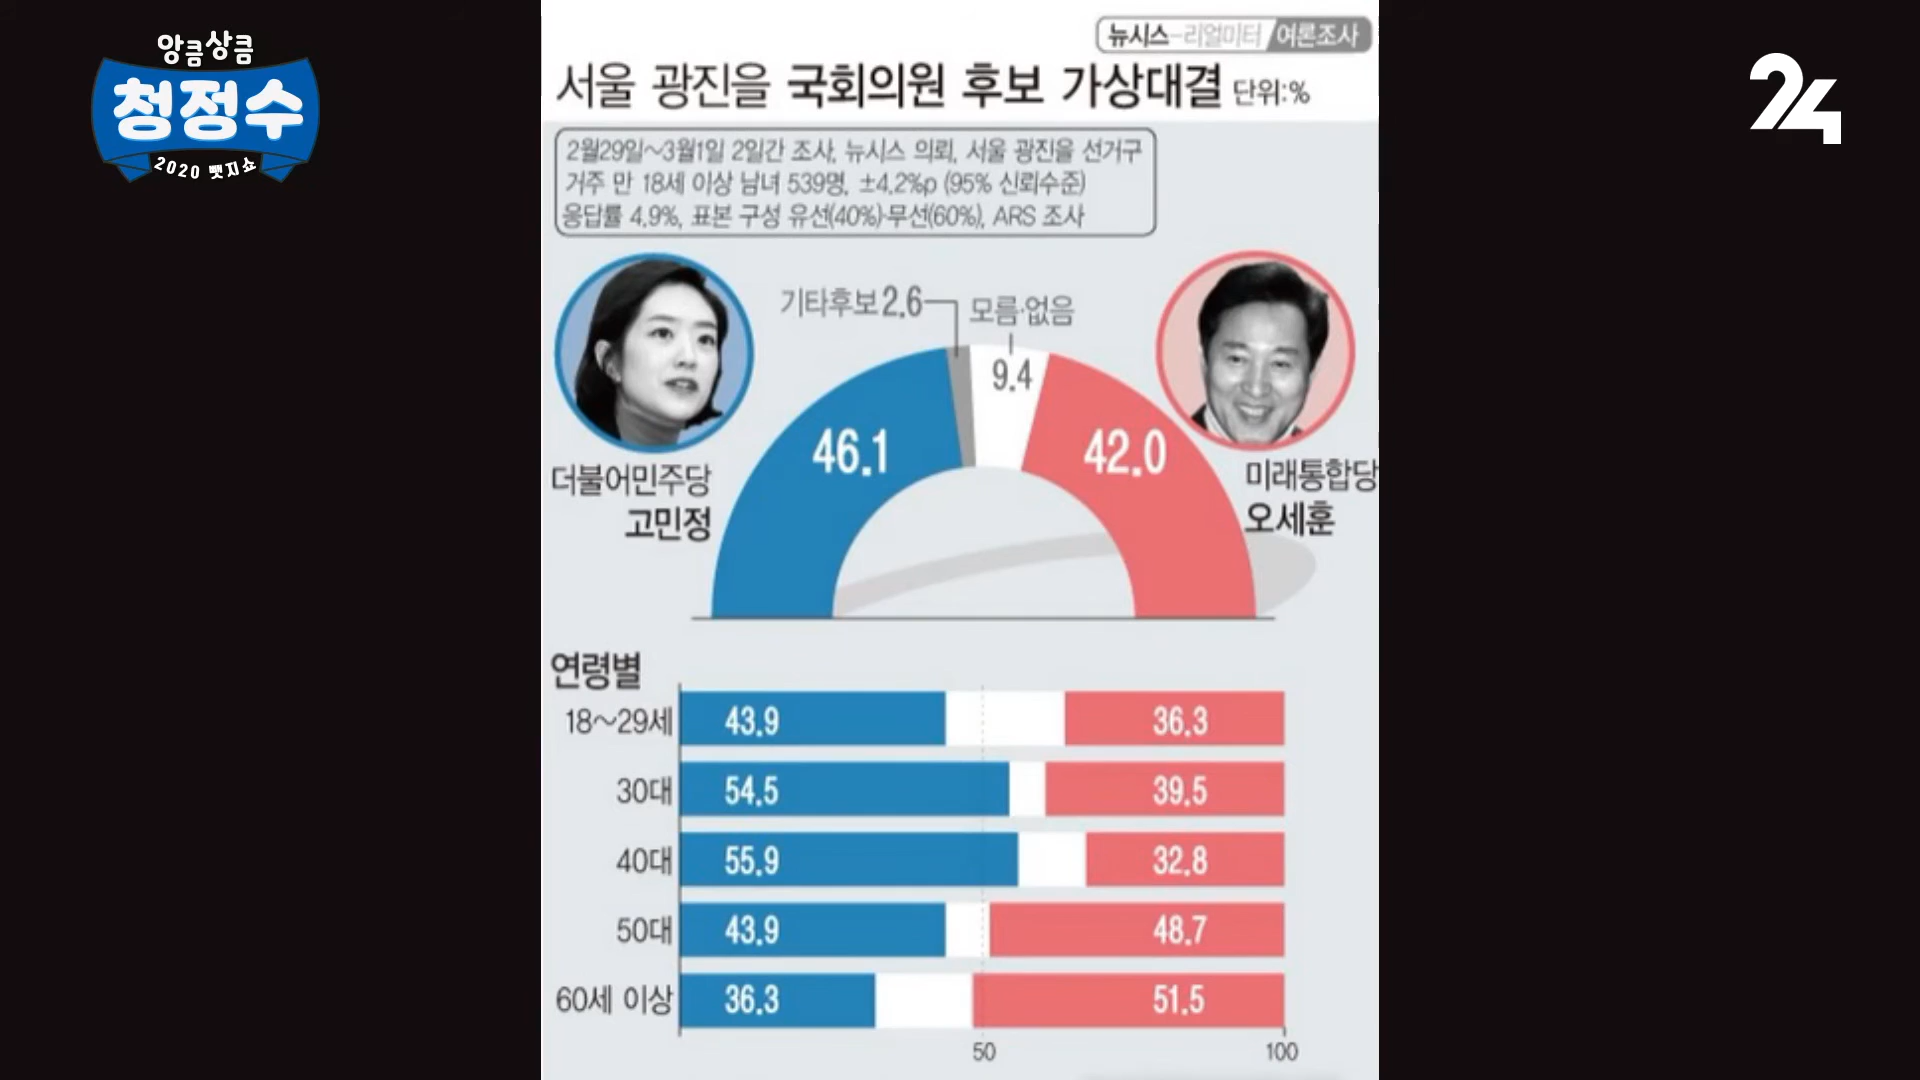 앙큼상큼
청정수
2020 뱃지쇼
24
뉴시스-리얼미터 여론조사
서울 광진을 국회의원 후보 가상대결 단위:%
2월29일~3월1일 2일간 조사, 뉴시스 의뢰, 서울 광진을 선거구
거주 만 18세 이상 남녀 539명, ±4.2%p (95% 신뢰수준)
응답률 4.9%, 표본 구성 유선(40%)·무선(60%), ARS 조사
기타후보 2.6
모름·없음
9.4
46.1
42.0
더불어민주당
고민정
미래통합당
오세훈
연령별
18~29세 43.9 36.3
30대 54.5 39.5
40대 55.9 32.8
50대 43.9 48.7
60세 이상 36.3 51.5
50 100